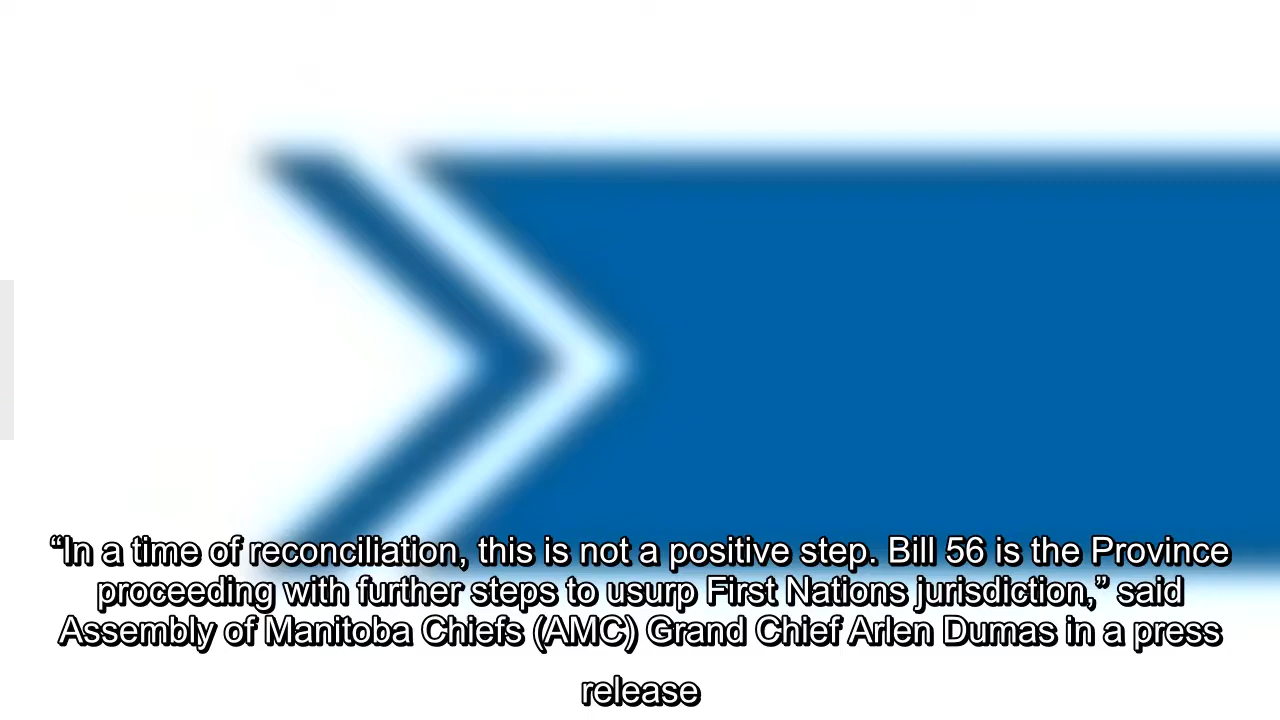 “In a time of reconciliation, this is not a positive step. Bill 56 is the Province
proceeding with further steps to usurp First Nations jurisdiction,” said
Assembly of Manitoba Chiefs (AMC) Grand Chief Arlen Dumas in a press
release